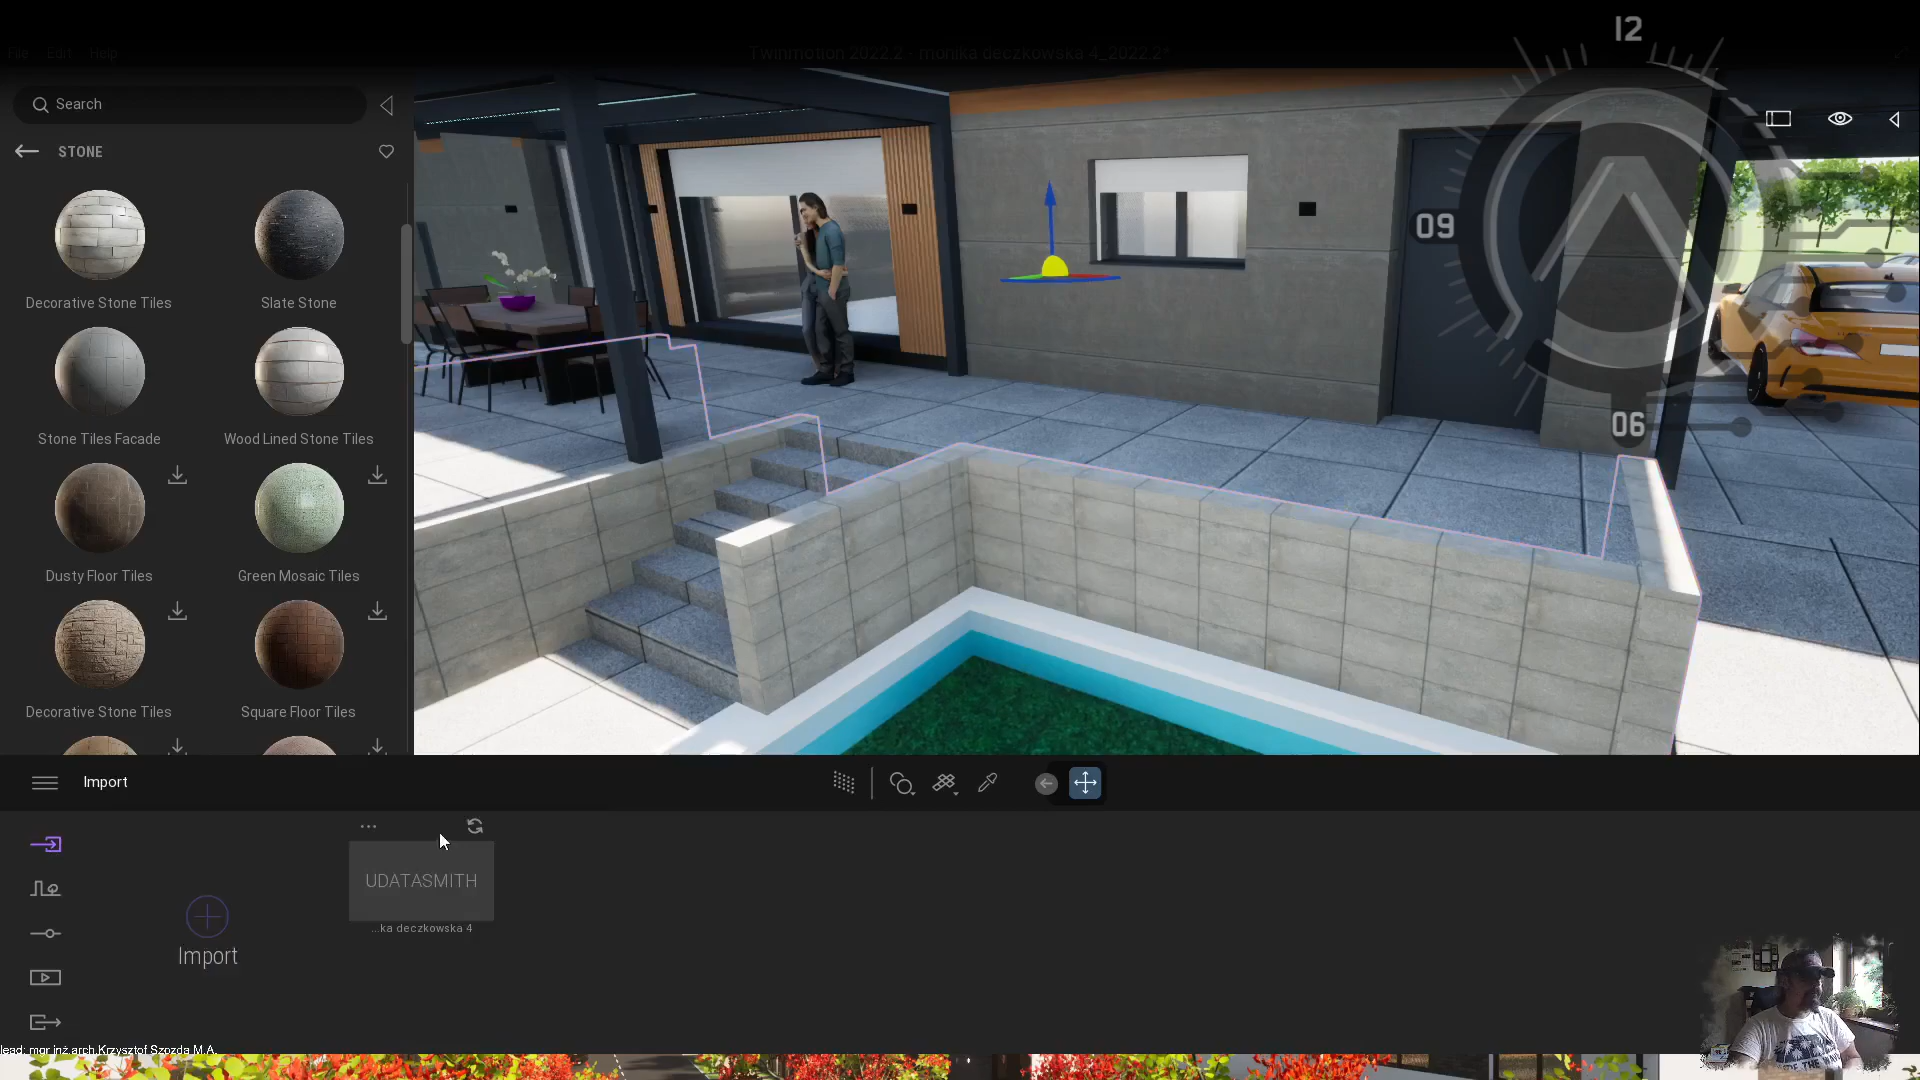 12
File Edit Help
Twinmotion 2022.2 - monika deczkowska 4_2022.2*
Search
STONE
09
Decorative Stone Tiles
Slate Stone
Stone Tiles Facade
Wood Lined Stone Tiles
06
Dusty Floor Tiles
Green Mosaic Tiles
Decorative Stone Tiles
Square Floor Tiles
Import
UDATASMITH
...ka deczkowska 4
Import
lead: mgr inż.arch.Krzysztof Szozda M.A.